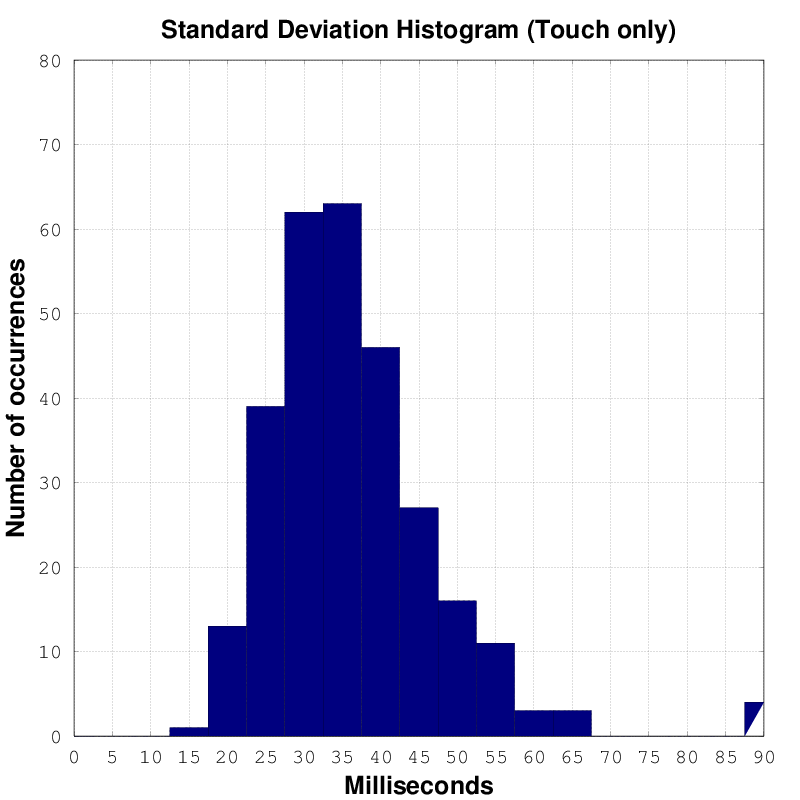 Standard Deviation Histogram (Touch only)
80
70
60
50
40
30
20
10
0
Number of occurrences
0 5 10 15 20 25 30 35 40 45 50 55 60 65 70 75 80 85 90
Milliseconds